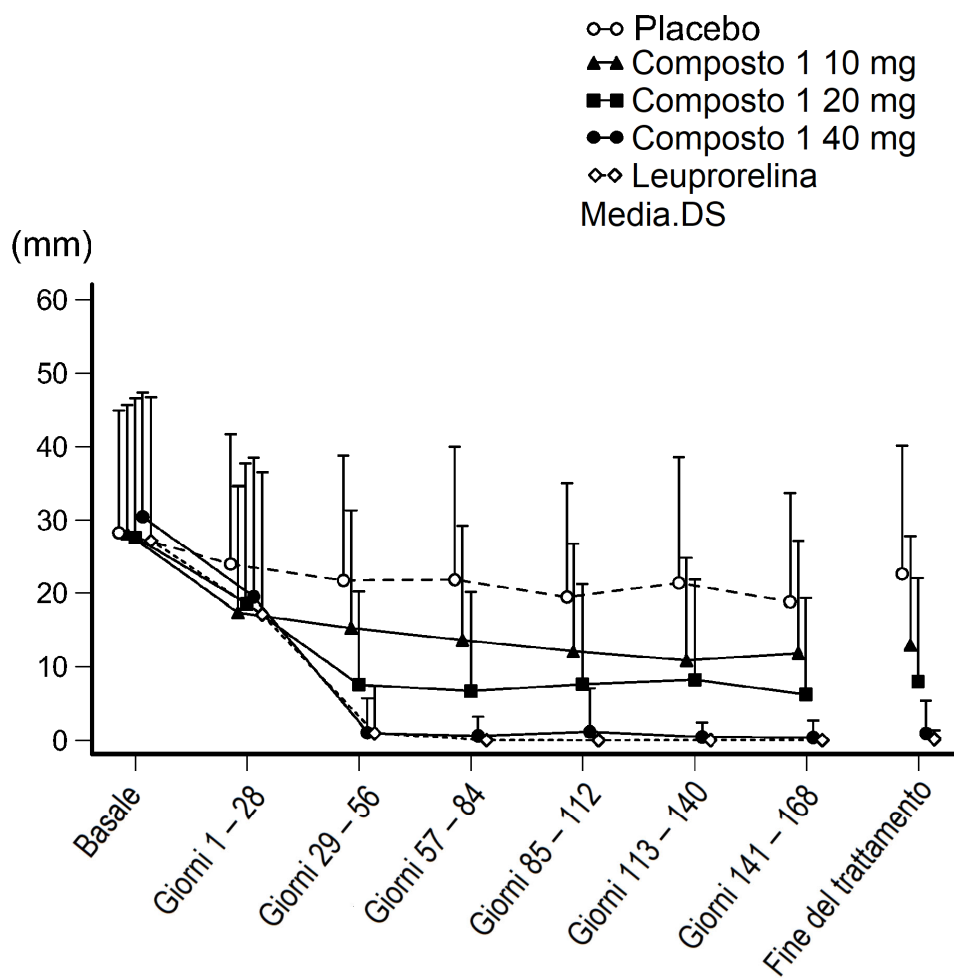 Placebo
Composto 1 10 mg
Composto 1 20 mg
Composto 1 40 mg
Leuprorelina
Media.DS
(mm)
60
50
40
30
20
10
0
Basale
Giorni 1 – 28
Giorni 29 – 56
Giorni 57 – 84
Giorni 85 – 112
Giorni 113 – 140
Giorni 141 – 168
Fine del trattamento